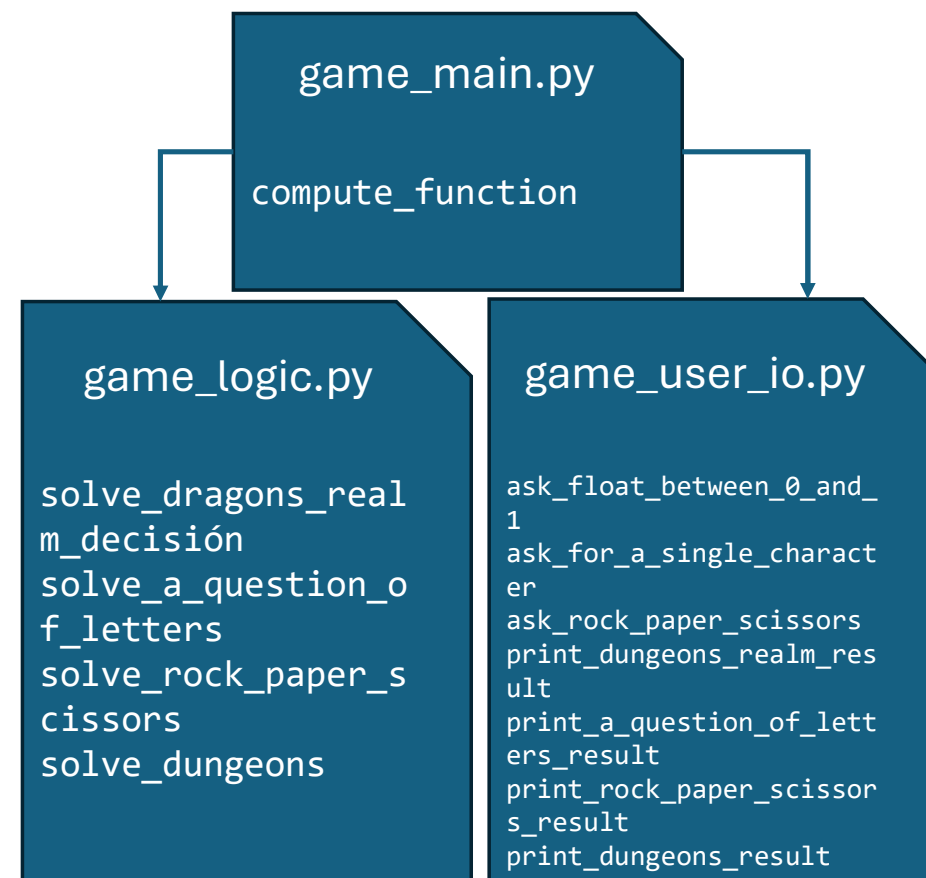 game_main.py
compute_function
game_logic.py
solve_dragons_real
m_decisión
solve_a_question_o
f_letters
solve_rock_paper_s
cissors
solve_dungeons
game_user_io.py
ask_float_between_0_and_
1
ask_for_a_single_charact
er
ask_rock_paper_scissors
print_dungeons_realm_res
ult
print_a_question_of_lett
ers_result
print_rock_paper_scissor
s_result
print_dungeons_result